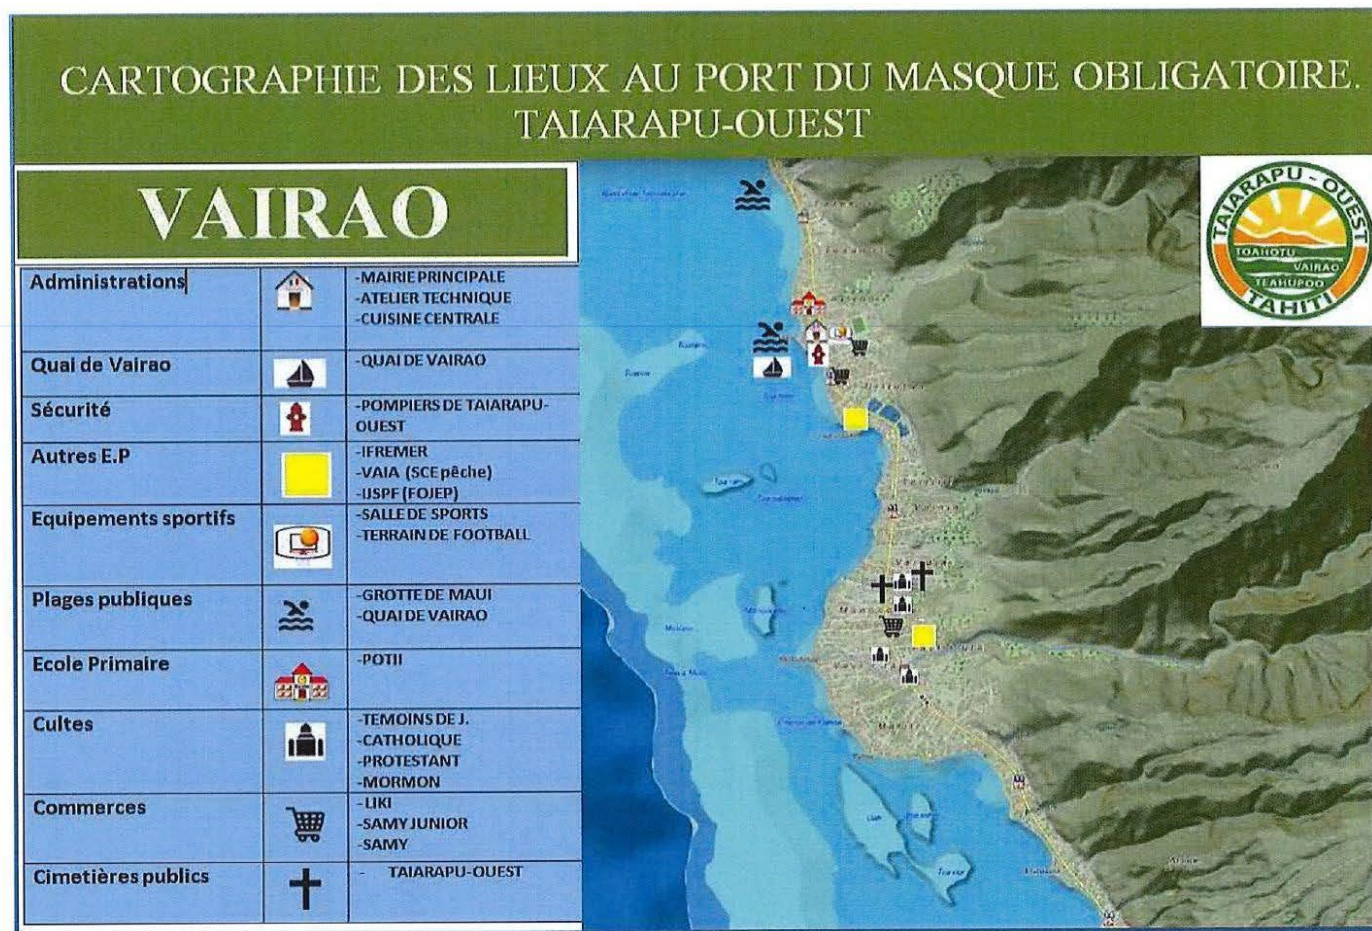 CARTOGRAPHIE DES LIEUX AU PORT DU MASQUE OBLIGATOIRE.
TAIARAPU-OUEST
VAIRAO
Administrations
-MAIRIE PRINCIPALE
-ATELIER TECHNIQUE
-CUISINE CENTRALE
Quai de Vairao
-QUAI DE VAIRAO
Sécurité
-POMPIERS DE TAIARAPU-
OUEST
Autres E.P
-IFREMER
-VAIA (SCE pêche)
-IJSPF (FOJEP)
Equipements sportifs
-SALLE DE SPORTS
-TERRAIN DE FOOTBALL
Plages publiques
-GROTTE DE MAUI
-QUAI DE VAIRAO
Ecole Primaire
-POTII
Cultes
-TEMOINS DE J.
-CATHOLIQUE
-PROTESTANT
-MORMON
Commerces
-LIKI
-SAMY JUNIOR
-SAMY
Cimetières publics
- TAIARAPU-OUEST
TAIARAPU - OUEST
TOAHOTU
VAIRAO
TEAHUPOO
TAHITI